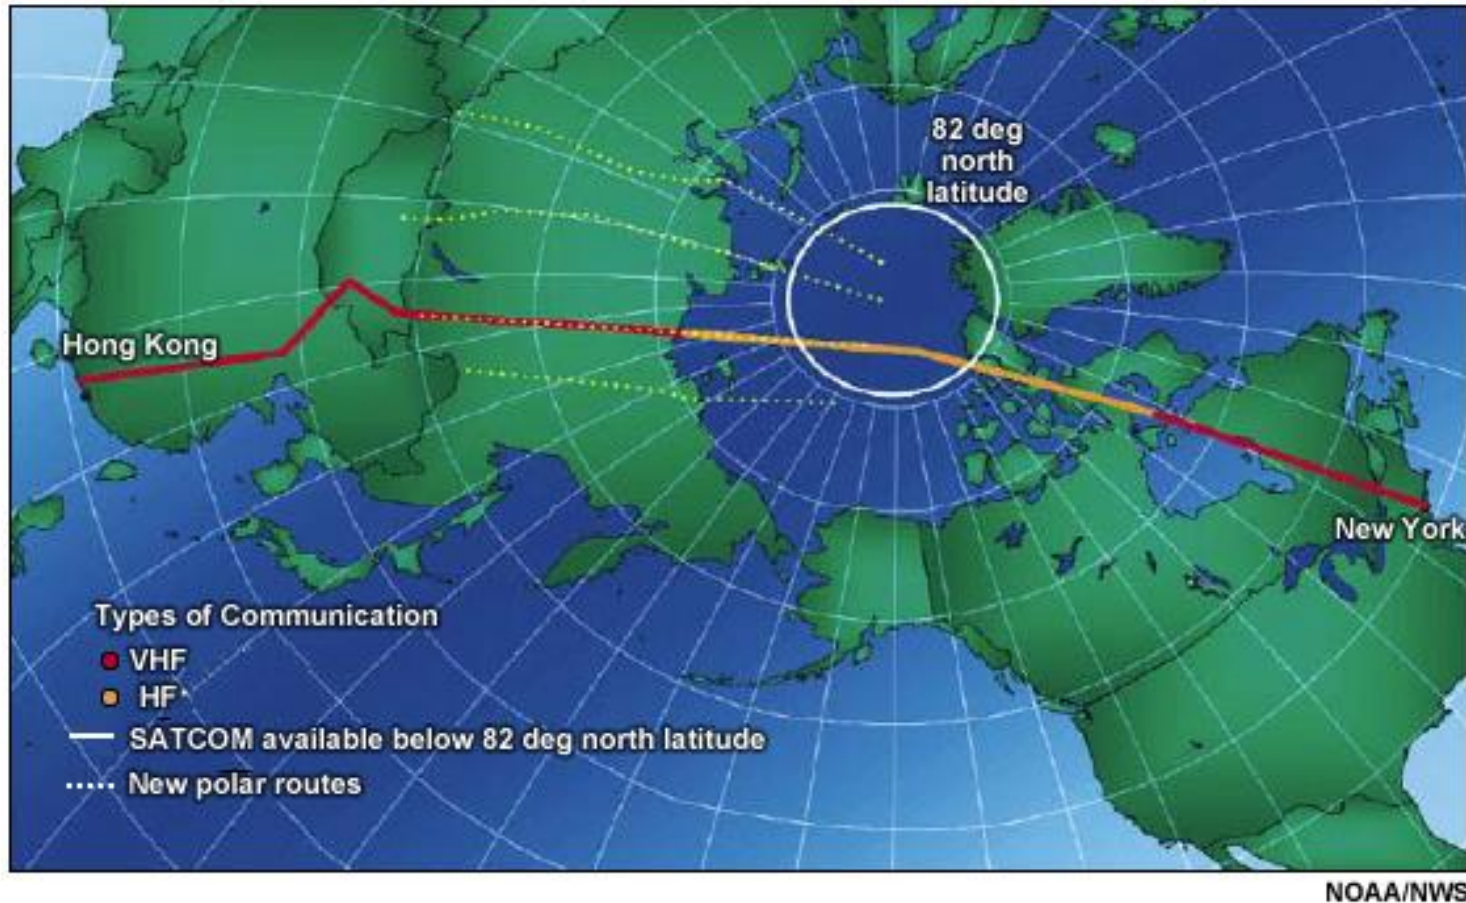 82 deg
north
latitude
Hong Kong
New York
Types of Communication
VHF
HF
SATCOM available below 82 deg north latitude
New polar routes
NOAA/NWS